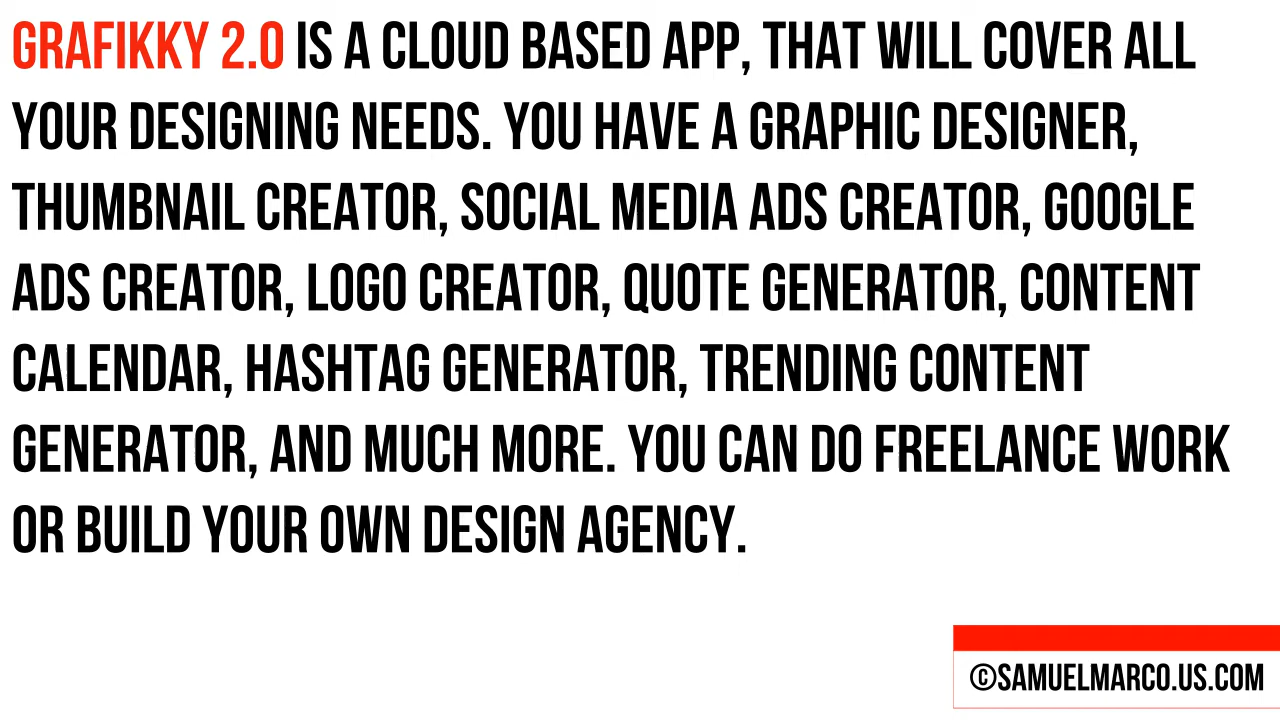 GRAFIKKY 2.0 IS A CLOUD BASED APP, THAT WILL COVER ALL
YOUR DESIGNING NEEDS. YOU HAVE A GRAPHIC DESIGNER,
THUMBNAIL CREATOR, SOCIAL MEDIA ADS CREATOR, GOOGLE
ADS CREATOR, LOGO CREATOR, QUOTE GENERATOR, CONTENT
CALENDAR, HASHTAG GENERATOR, TRENDING CONTENT
GENERATOR, AND MUCH MORE. YOU CAN DO FREELANCE WORK
OR BUILD YOUR OWN DESIGN AGENCY.
©SAMUELMARCO.US.COM